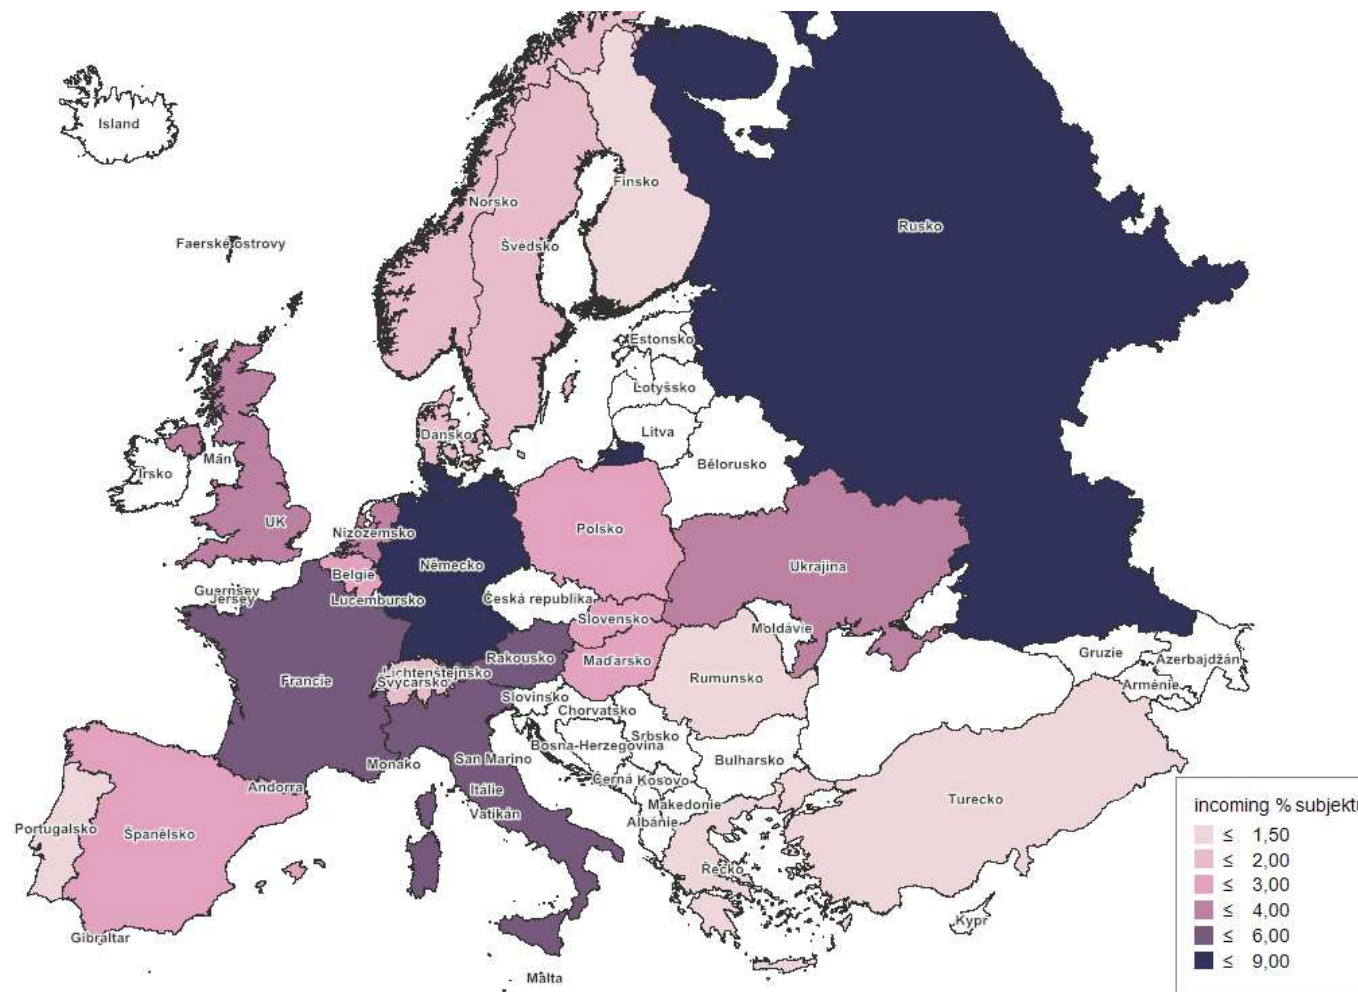 Island
Finsko
Norsko
Rusko
Faerské ostrovy
Švédsko
Estonsko
Lotyšsko
Litva
Dánsko
Mán
Bělorusko
Irsko
UK
Nizozemsko
Polsko
Německo
Ukrajina
Belgie
Guernsey
Jersey
Lucembursko
Česká republika
Slovensko
Moldávie
Rakousko
Maďarsko
Gruzie
Azerbajdžán
Lichtenštejnsko
Švýcarsko
Francie
Rumunsko
Arménie
Slovinsko
Chorvatsko
Srbsko
Bosna-Herzegovina
San Marino
Bulharsko
Monako
Andorra
Itálie
Černá
Kosovo
Turecko
Makedonie
Vatikán
Albánie
Portugalsko
Španělsko
Řecko
Kypr
Gibraltar
Malta
incoming % subjektů
≤ 1,50
≤ 2,00
≤ 3,00
≤ 4,00
≤ 6,00
≤ 9,00